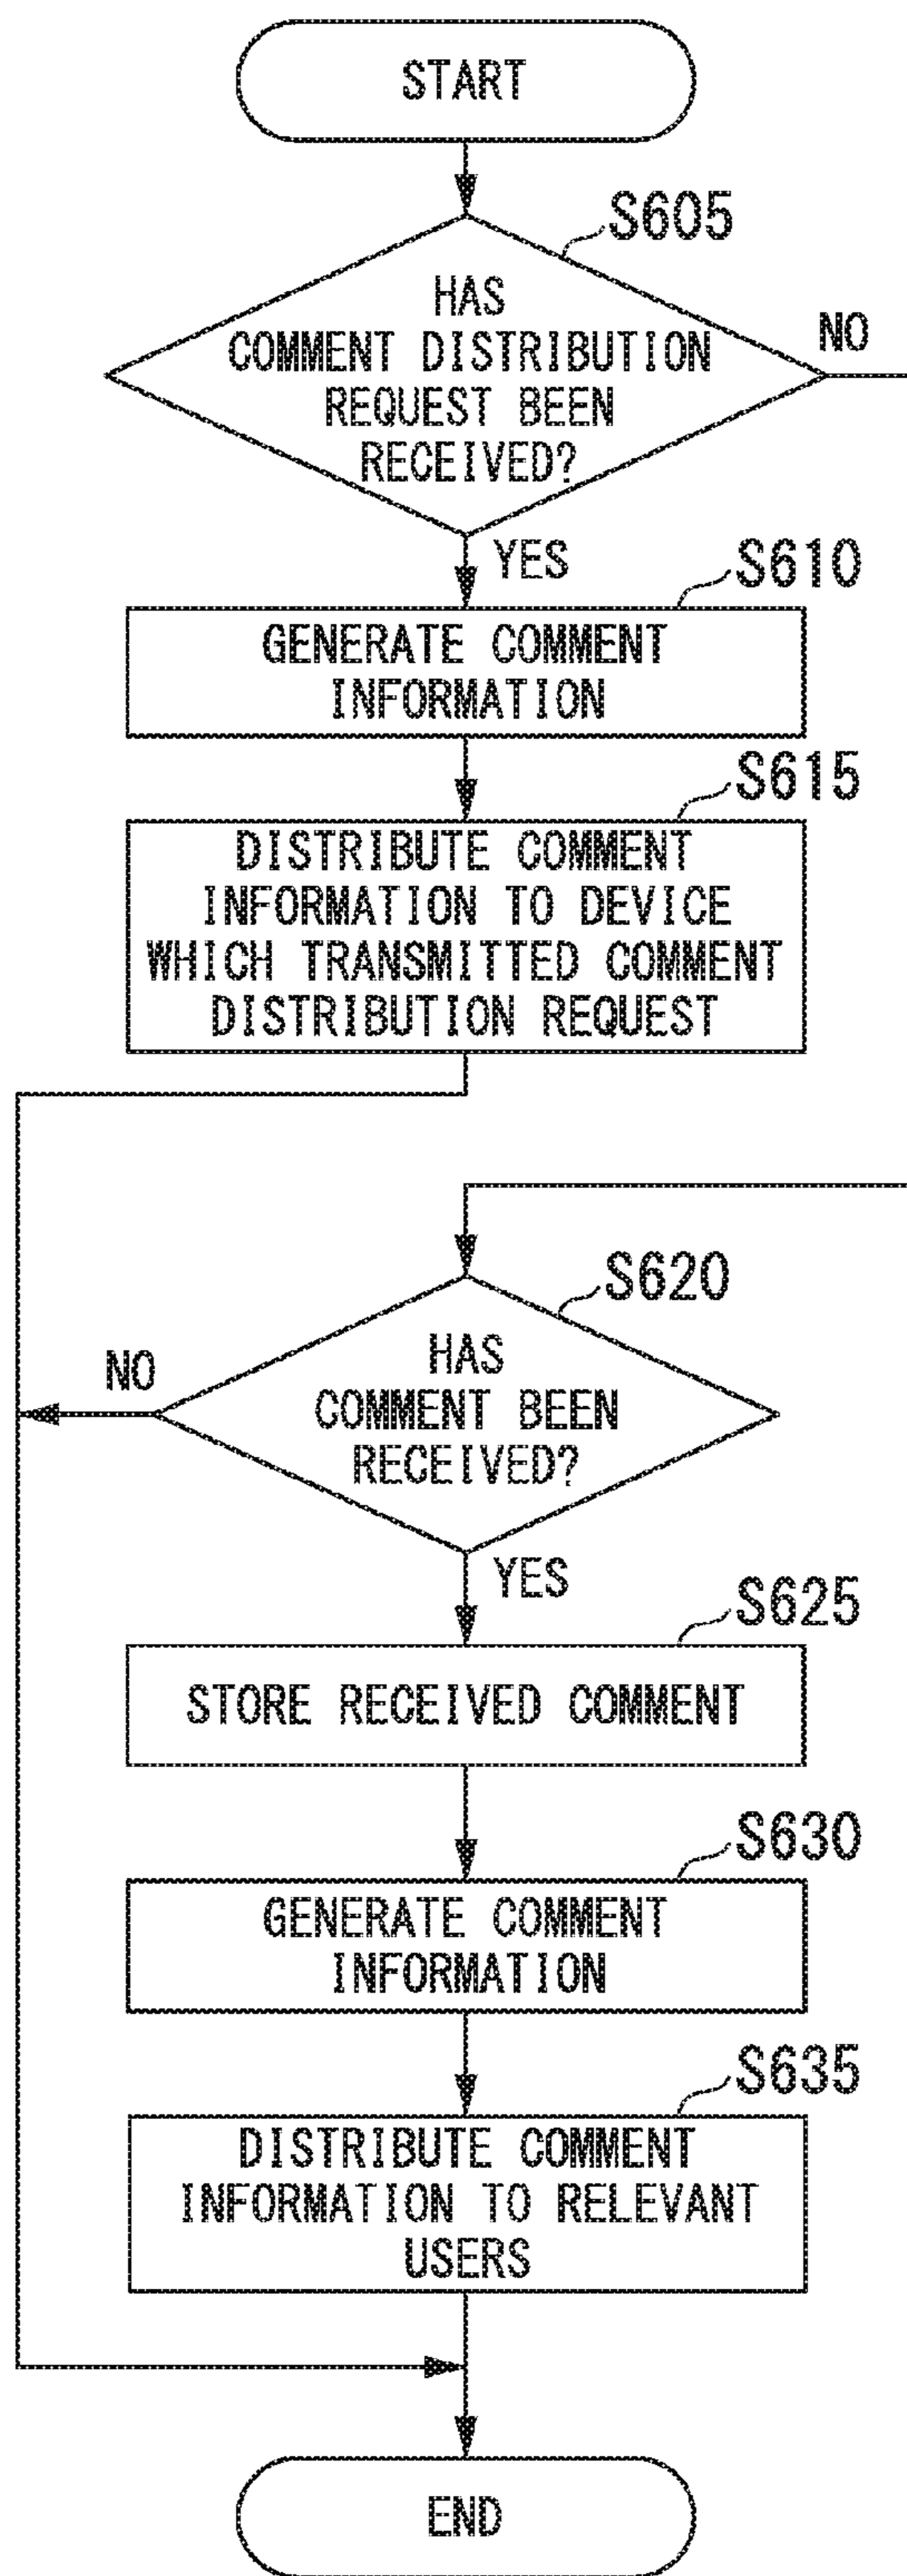 START
S605
HAS
COMMENT DISTRIBUTION
REQUEST BEEN
RECEIVED?
NO
YES
S610
GENERATE COMMENT
INFORMATION
S615
DISTRIBUTE COMMENT
INFORMATION TO DEVICE
WHICH TRANSMITTED COMMENT
DISTRIBUTION REQUEST
S620
HAS
COMMENT BEEN
RECEIVED?
NO
YES
S625
STORE RECEIVED COMMENT
S630
GENERATE COMMENT
INFORMATION
S635
DISTRIBUTE COMMENT
INFORMATION TO RELEVANT
USERS
END